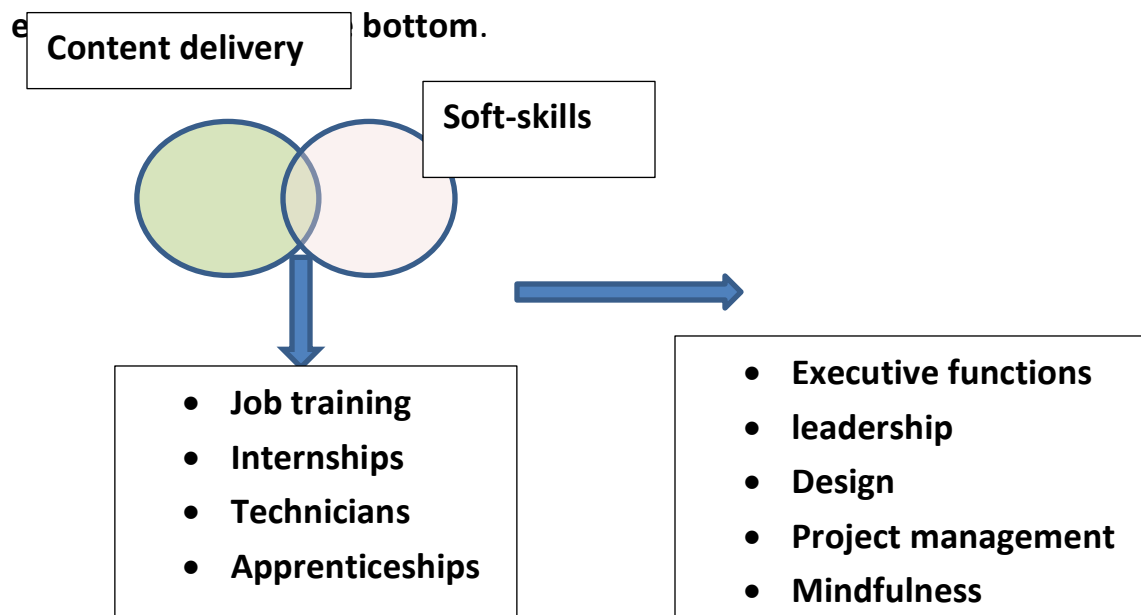 bottom.
Content delivery
Soft-skills
• Job training
• Internships
• Technicians
• Apprenticeships
• Executive functions
• leadership
• Design
• Project management
• Mindfulness